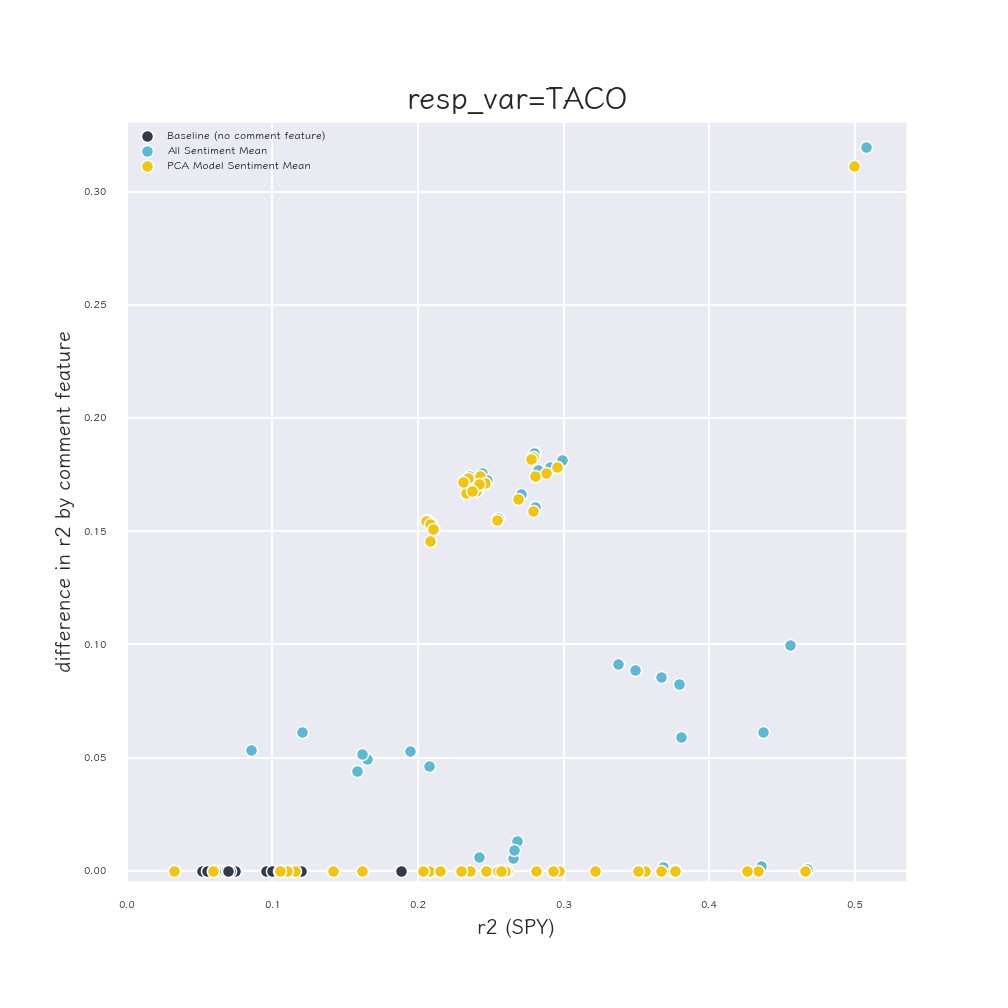 resp_var=TACO
Baseline (no comment feature)
All Sentiment Mean
PCA Model Sentiment Mean
difference in r2 by comment feature
0.30
0.25
0.20
0.15
0.10
0.05
0.00
0.0 0.1 0.2 0.3 0.4 0.5
r2 (SPY)